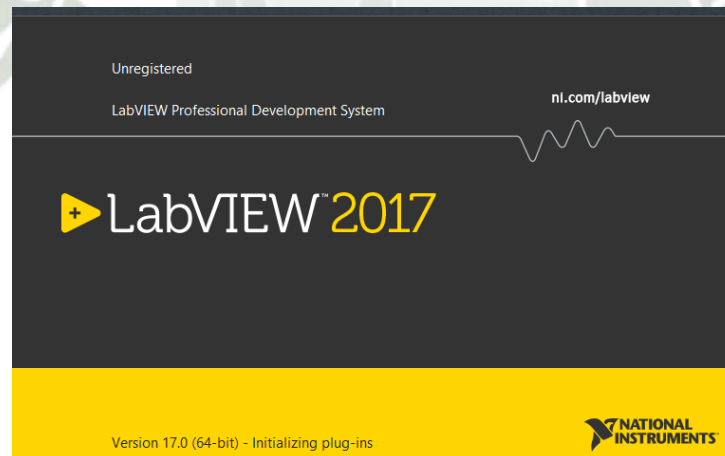 Unregistered
ni.com/labview
LabVIEW Professional Development System
LabVIEW™ 2017
Version 17.0 (64-bit) - Initializing plug-ins
NATIONAL
INSTRUMENTS